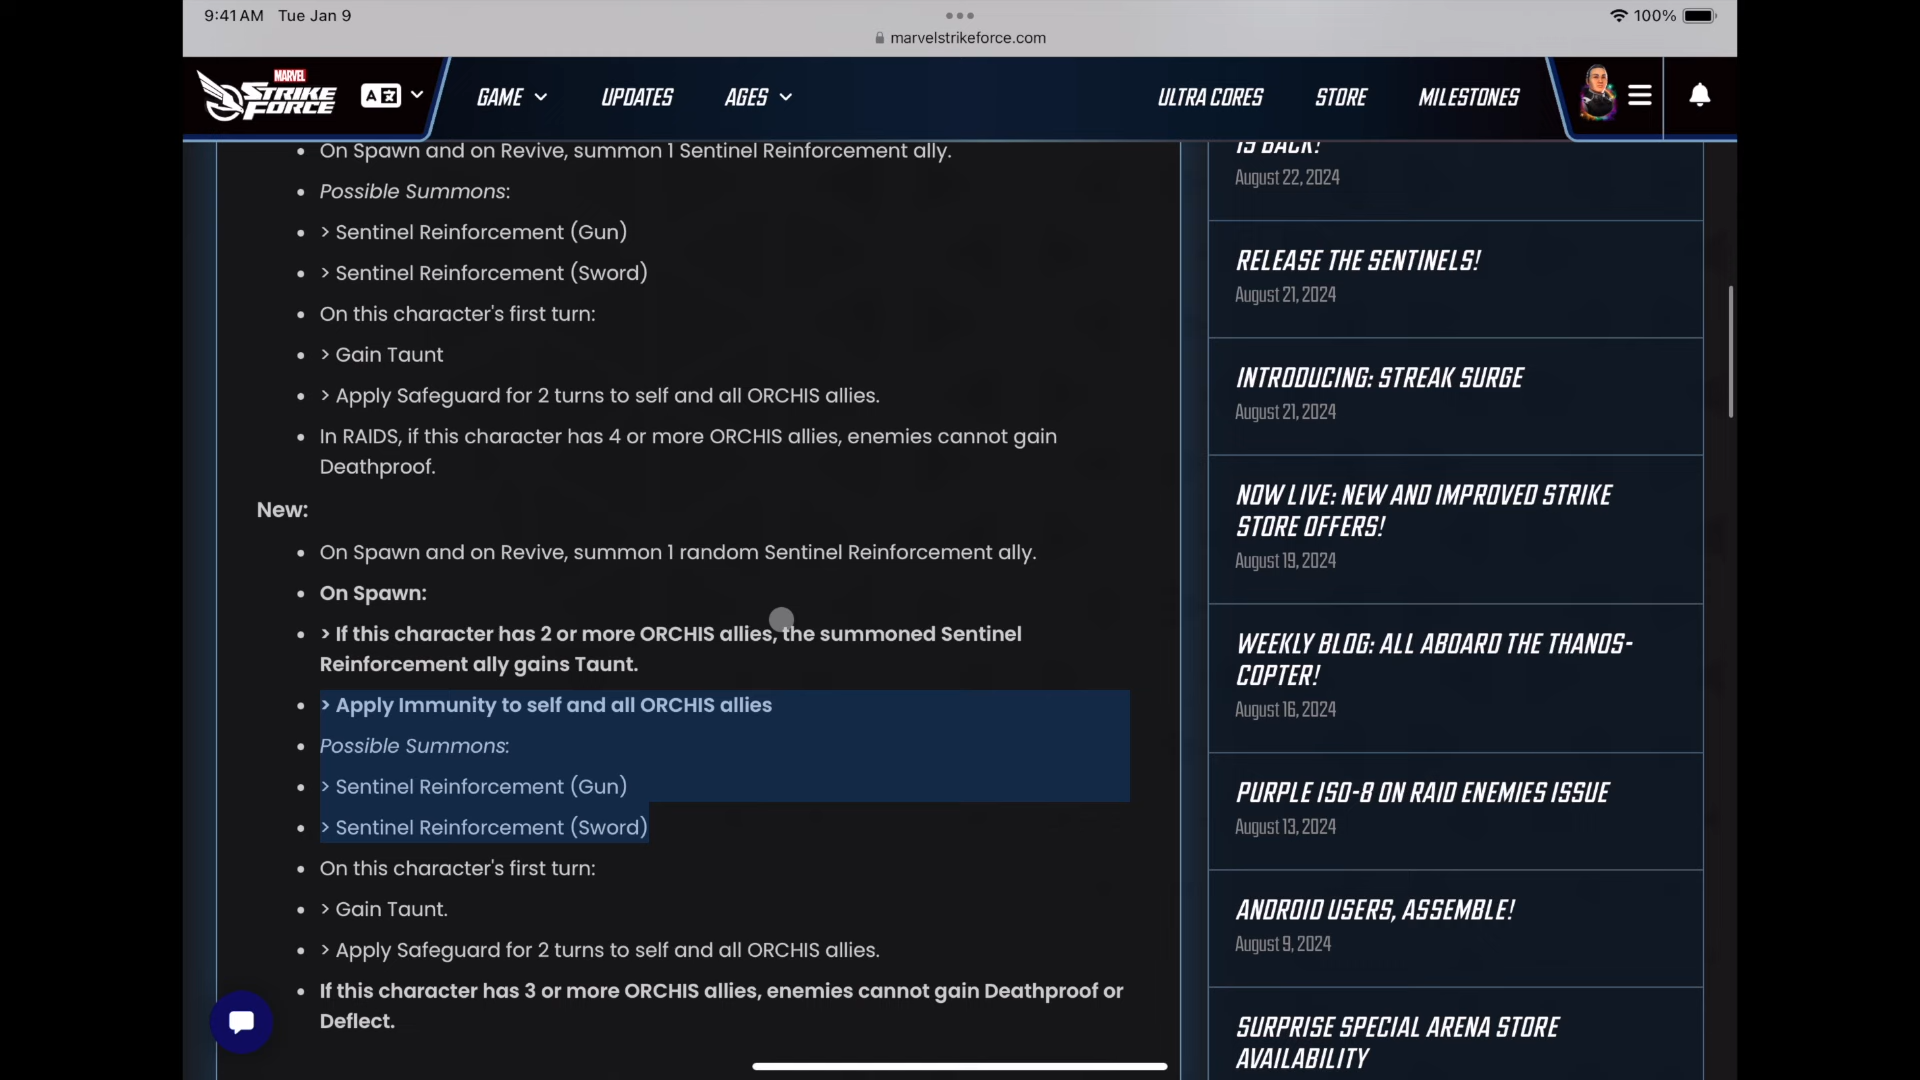 9:41 AM Tue Jan 9
100%
marvelstrikeforce.com
MARVEL
STRIKE
FORCE
A
GAME
UPDATES
AGES
ULTRA CORES
STORE
MILESTONES
• On Spawn and on Revive, summon 1 Sentinel Reinforcement ally.
• Possible Summons:
• > Sentinel Reinforcement (Gun)
• > Sentinel Reinforcement (Sword)
• On this character's first turn:
• > Gain Taunt
• > Apply Safeguard for 2 turns to self and all ORCHIS allies.
• In RAIDS, if this character has 4 or more ORCHIS allies, enemies cannot gain
Deathproof.
New:
• On Spawn and on Revive, summon 1 random Sentinel Reinforcement ally.
• On Spawn:
• > If this character has 2 or more ORCHIS allies, the summoned Sentinel
Reinforcement ally gains Taunt.
• > Apply Immunity to self and all ORCHIS allies
• Possible Summons:
• > Sentinel Reinforcement (Gun)
• > Sentinel Reinforcement (Sword)
• On this character's first turn:
• > Gain Taunt.
• > Apply Safeguard for 2 turns to self and all ORCHIS allies.
• If this character has 3 or more ORCHIS allies, enemies cannot gain Deathproof or
Deflect.
IS BACK!
August 22, 2024
RELEASE THE SENTINELS!
August 21, 2024
INTRODUCING: STREAK SURGE
August 21, 2024
NOW LIVE: NEW AND IMPROVED STRIKE
STORE OFFERS!
August 19, 2024
WEEKLY BLOG: ALL ABOARD THE THANOS-
COPTER!
August 16, 2024
PURPLE ISO-8 ON RAID ENEMIES ISSUE
August 13, 2024
ANDROID USERS, ASSEMBLE!
August 9, 2024
SURPRISE SPECIAL ARENA STORE
AVAILABILITY